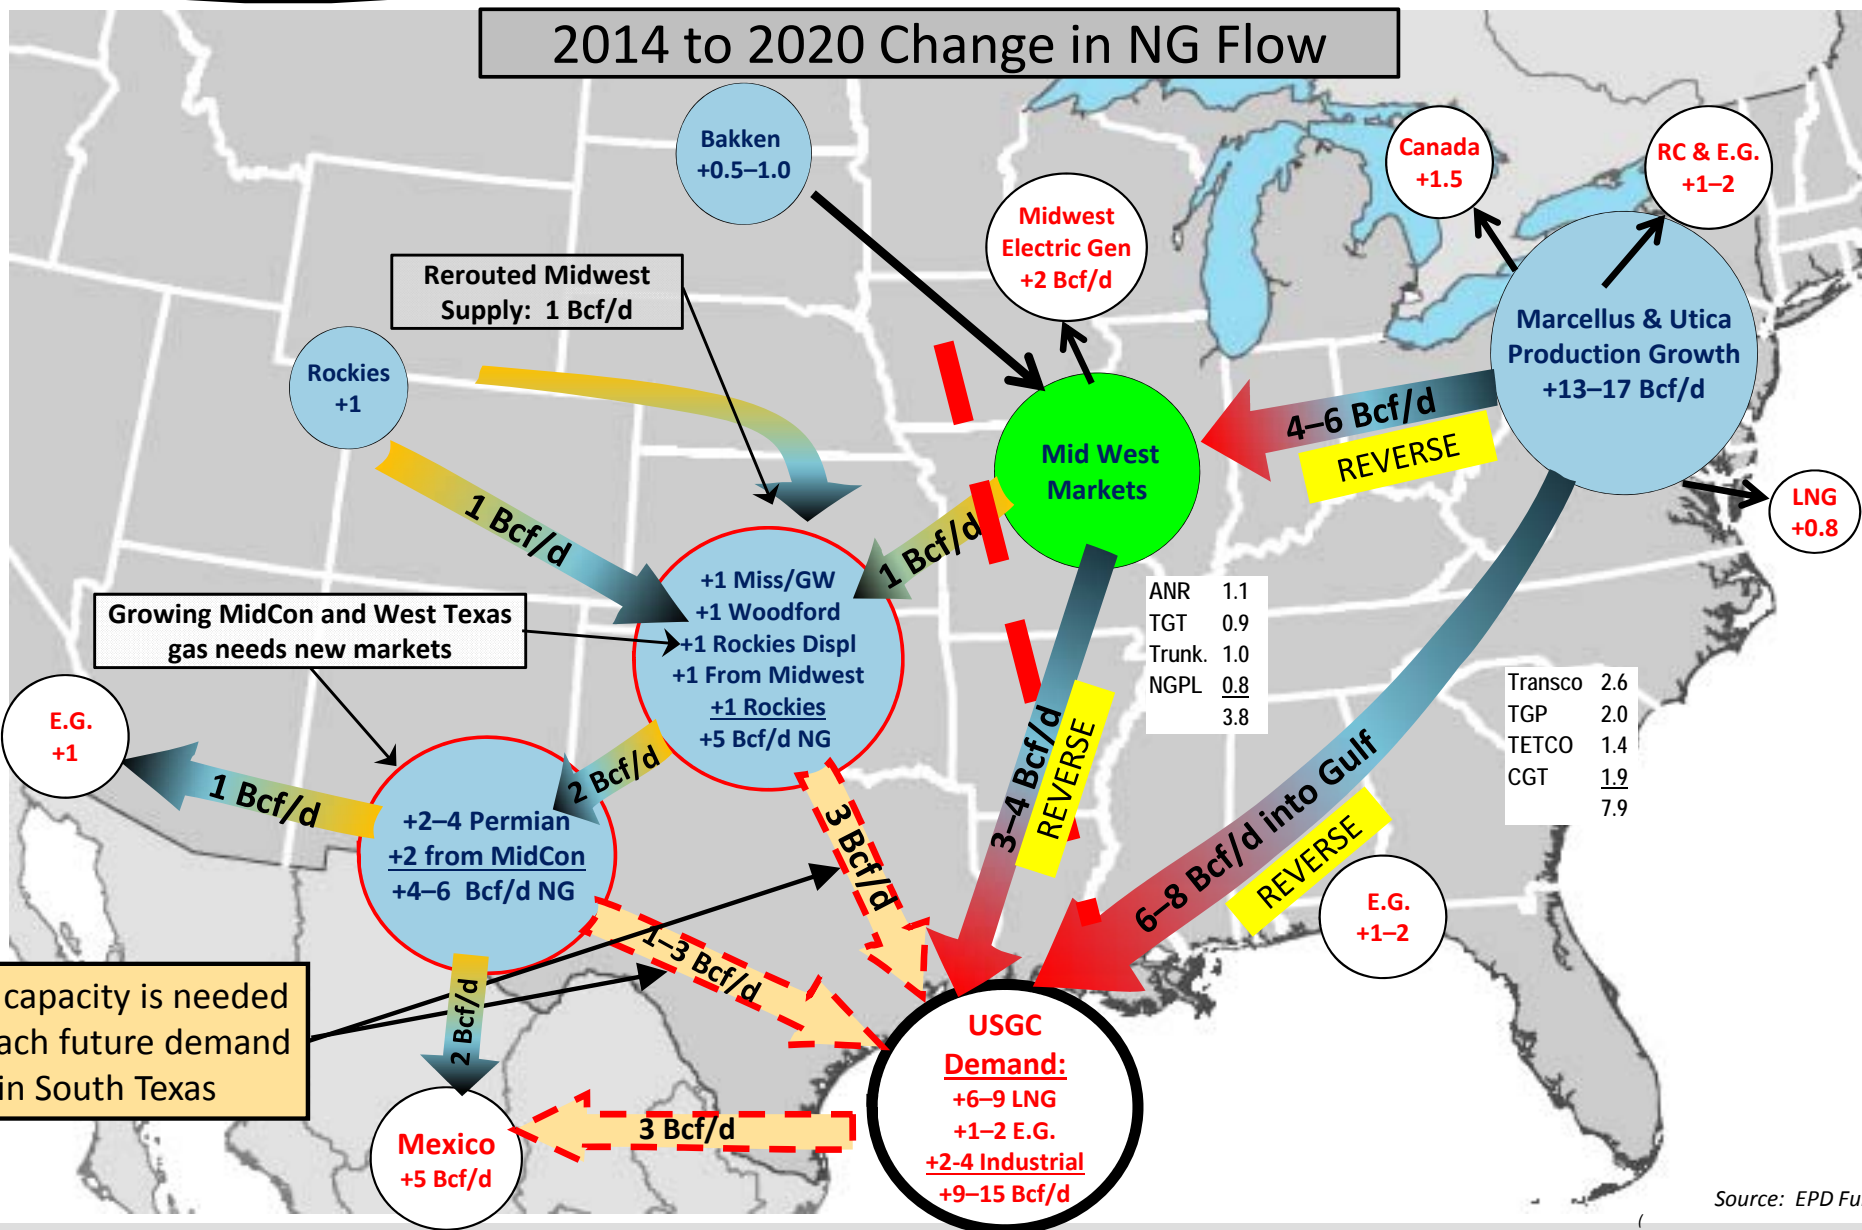 2014 to 2020 Change in NG Flow
Bakken
+0.5–1.0
Canada
+1.5
RC & E.G.
+1–2
Midwest
Electric Gen
+2 Bcf/d
Rerouted Midwest
Supply: 1 Bcf/d
Marcellus & Utica
Production Growth
+13–17 Bcf/d
Rockies
+1
4–6 Bcf/d
REVERSE
Mid West
Markets
LNG
+0.8
1 Bcf/d
1 Bcf/d
+1 Miss/GW
+1 Woodford
+1 Rockies Displ
+1 From Midwest
+1 Rockies
+5 Bcf/d NG
Growing MidCon and West Texas
gas needs new markets
ANR 1.1
TGT 0.9
Trunk. 1.0
NGPL 0.8
3.8
Transco 2.6
TGP 2.0
TETCO 1.4
CGT 1.9
7.9
E.G.
+1
1 Bcf/d
2 Bcf/d
+2–4 Permian
+2 from MidCon
+4–6 Bcf/d NG
3 Bcf/d
3–4 Bcf/d
REVERSE
6–8 Bcf/d into Gulf
REVERSE
E.G.
+1–2
1–3 Bcf/d
2 Bcf/d
capacity is needed
ach future demand
in South Texas
USGC
Demand:
+6–9 LNG
+1–2 E.G.
+2-4 Industrial
+9–15 Bcf/d
3 Bcf/d
Mexico
+5 Bcf/d
Source: EPD Fu
(